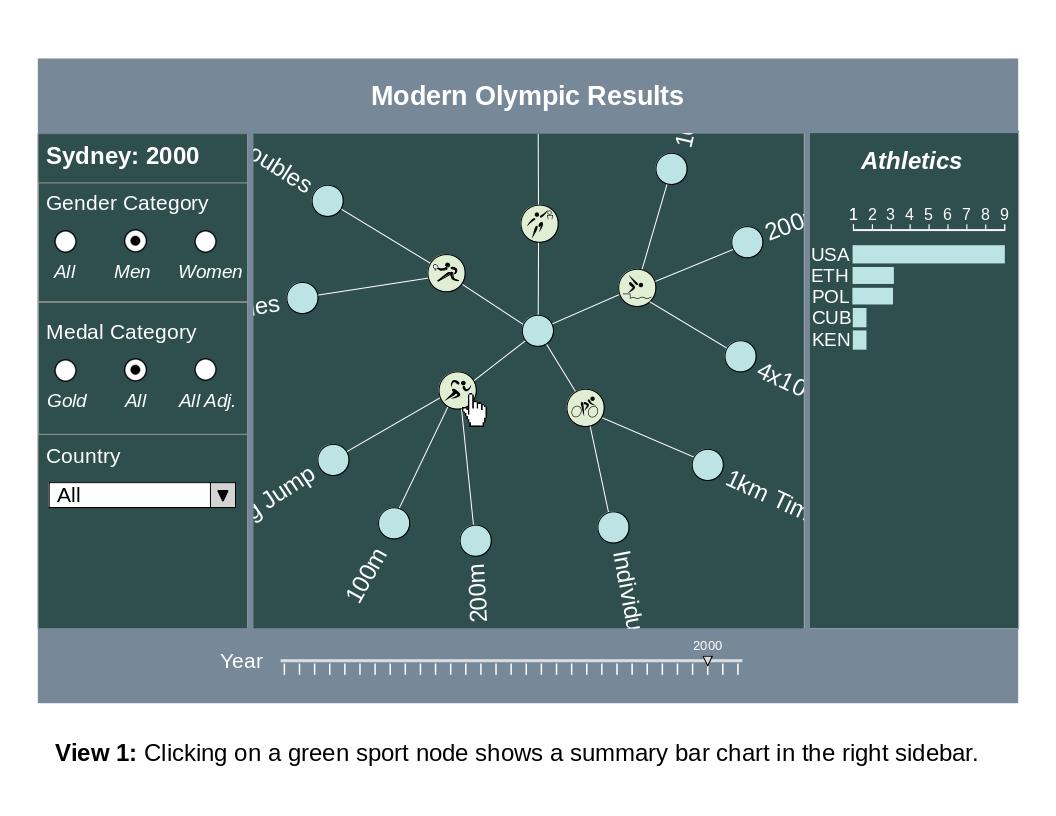 Modern Olympic Results
Sydney: 2000
Gender Category
All Men Women
Medal Category
Gold All All Adj.
Country
All
oubles
es
g Jump
100m
200m
Individu
1km Tim
4x10
200
Athletics
1 2 3 4 5 6 7 8 9
USA
ETH
POL
CUB
KEN
2000
Year
View 1: Clicking on a green sport node shows a summary bar chart in the right sidebar.